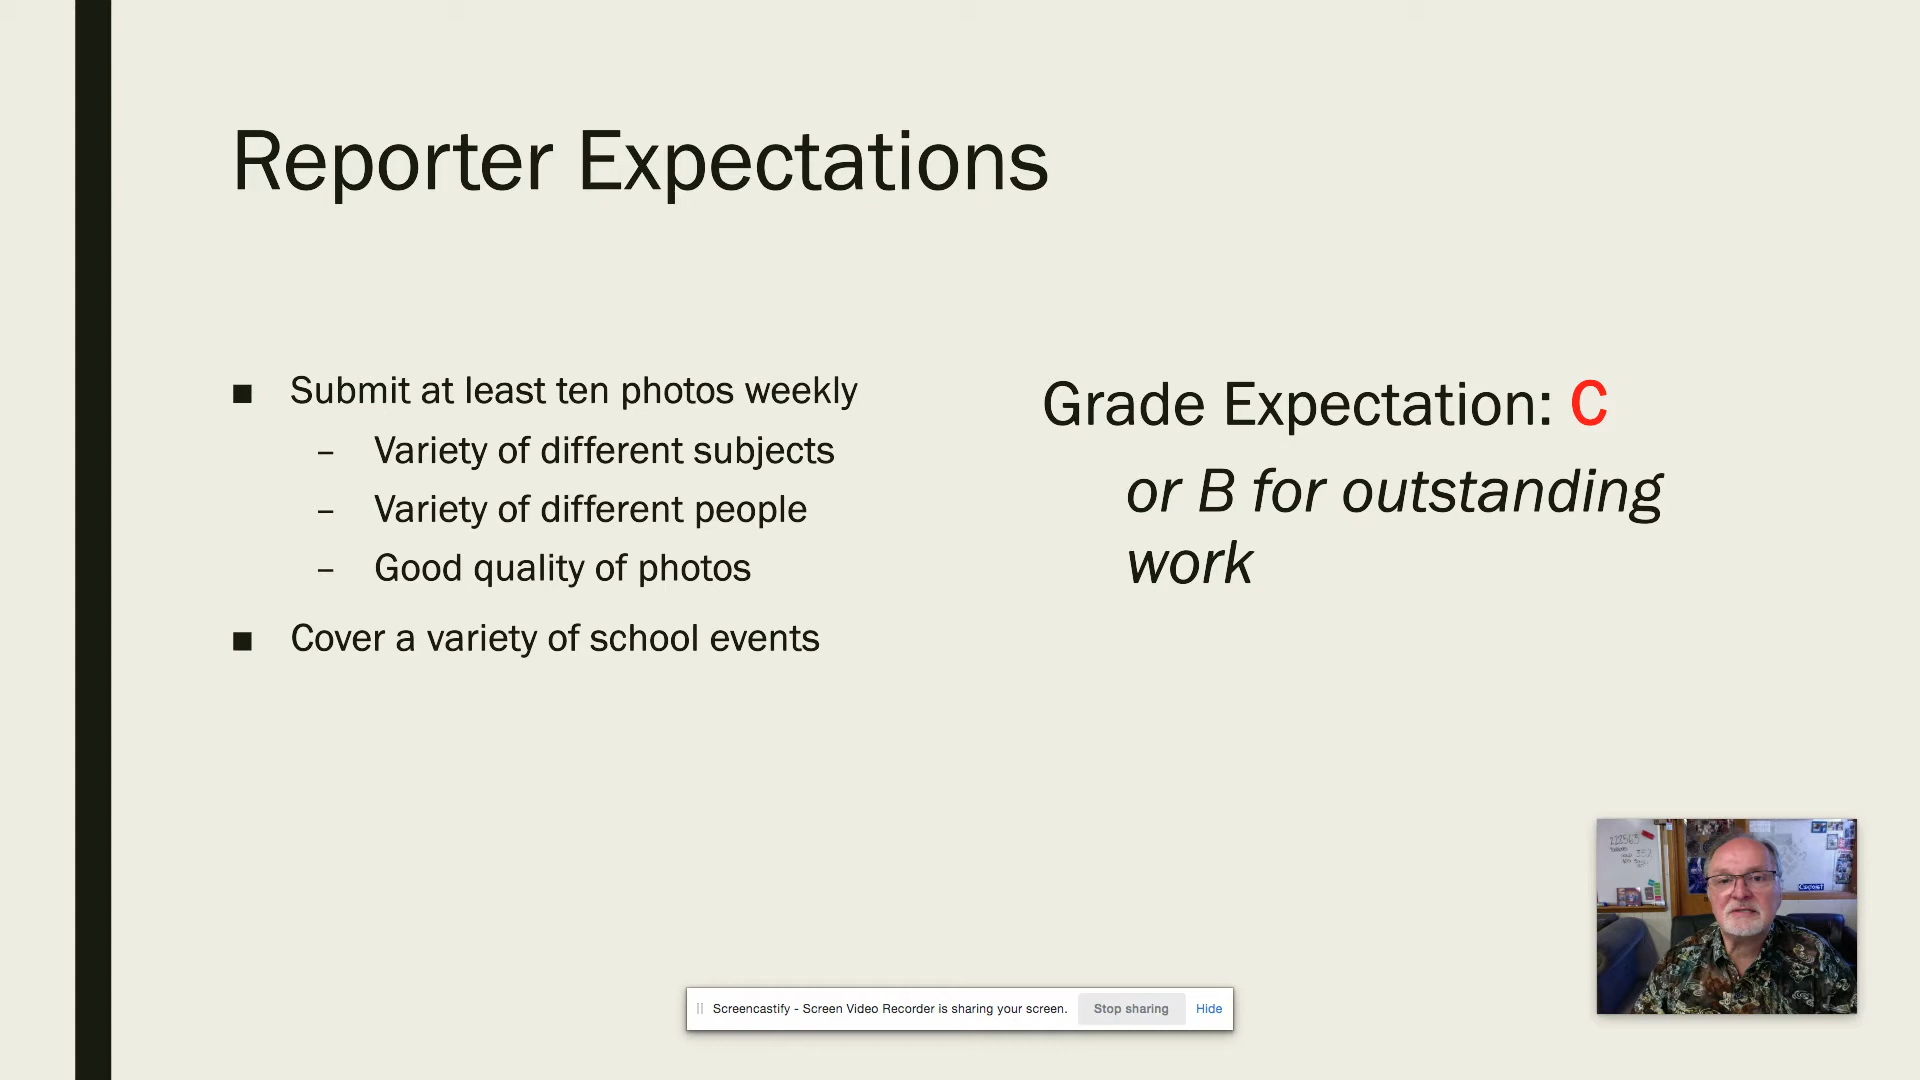 Reporter Expectations
■ Submit at least ten photos weekly
– Variety of different subjects
– Variety of different people
– Good quality of photos
■ Cover a variety of school events
Grade Expectation: C
or B for outstanding
work
Screencastify - Screen Video Recorder is sharing your screen. Stop sharing Hide